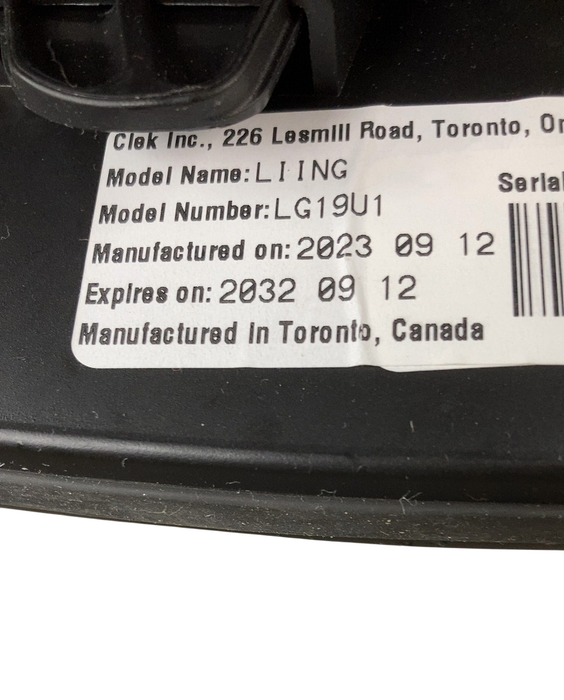 Clek Inc., 226 Lesmill Road, Toronto, On
Model Name: LIING
Serial
Model Number: LG19U1
Manufactured on: 2023 09 12
Expires on: 2032 09 12
Manufactured in Toronto, Canada